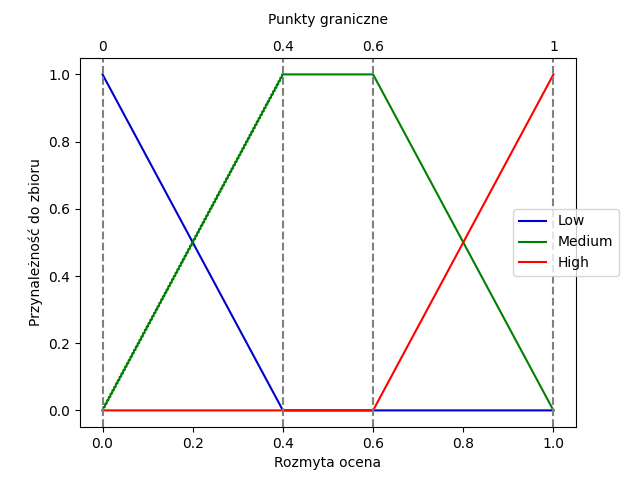 Punkty graniczne
0 0.4 0.6 1
1.0
0.8
0.6
0.4
0.2
0.0
Przynależność do zbioru
Low
Medium
High
0.0 0.2 0.4 0.6 0.8 1.0
Rozmyta ocena